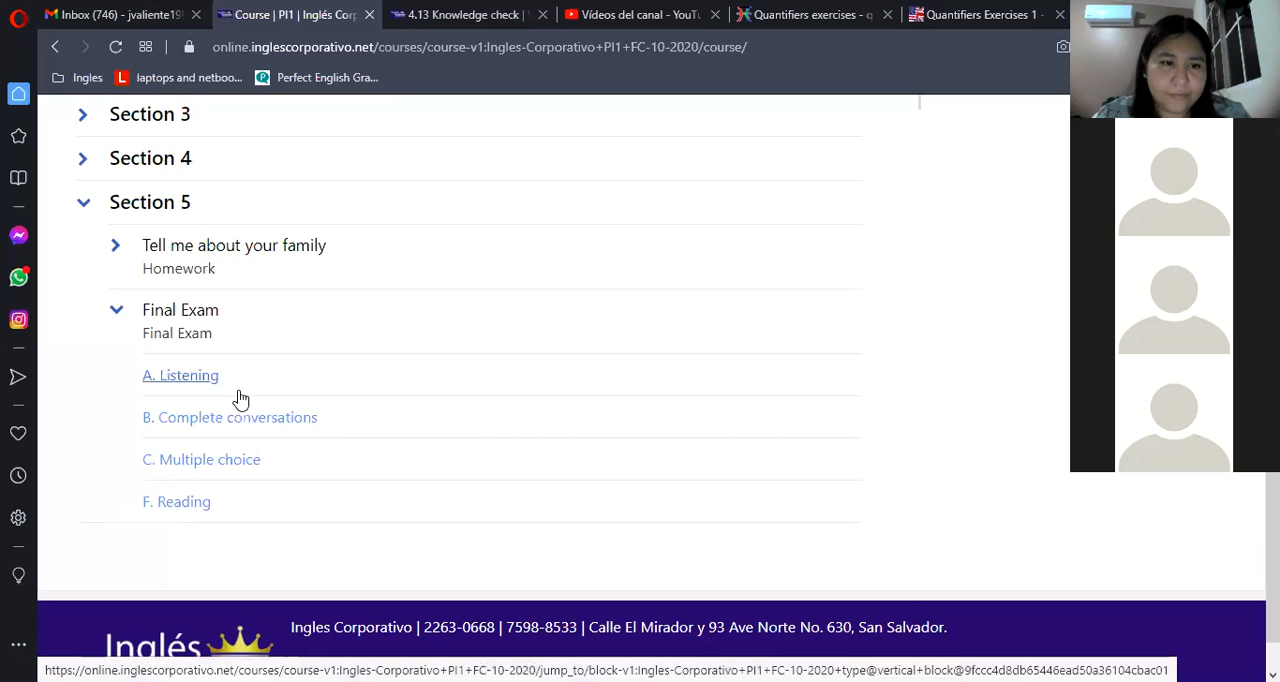 Inbox (746) - jvaliente19
Course | PI1 | Inglés Cor
4.13 Knowledge check |
Vídeos del canal - YouTu
Quantifiers exercises - q
Quantifiers Exercises 1 -
online.inglescorporativo.net/courses/course-v1:Ingles-Corporativo+PI1+FC-10-2020/course/
Ingles
laptops and netboo...
Perfect English Gra...
Section 3
Section 4
Section 5
Tell me about your family
Homework
Final Exam
Final Exam
A. Listening
B. Complete conversations
C. Multiple choice
F. Reading
Inglés
Ingles Corporativo | 2263-0668 | 7598-8533 | Calle El Mirador y 93 Ave Norte No. 630, San Salvador.
https://online.inglescorporativo.net/courses/course-v1:Ingles-Corporativo+PI1+FC-10-2020/jump_to/block-v1:Ingles-Corporativo+PI1+FC-10-2020+type@vertical+block@9fccc4d8db65446ead50a36104cbac01